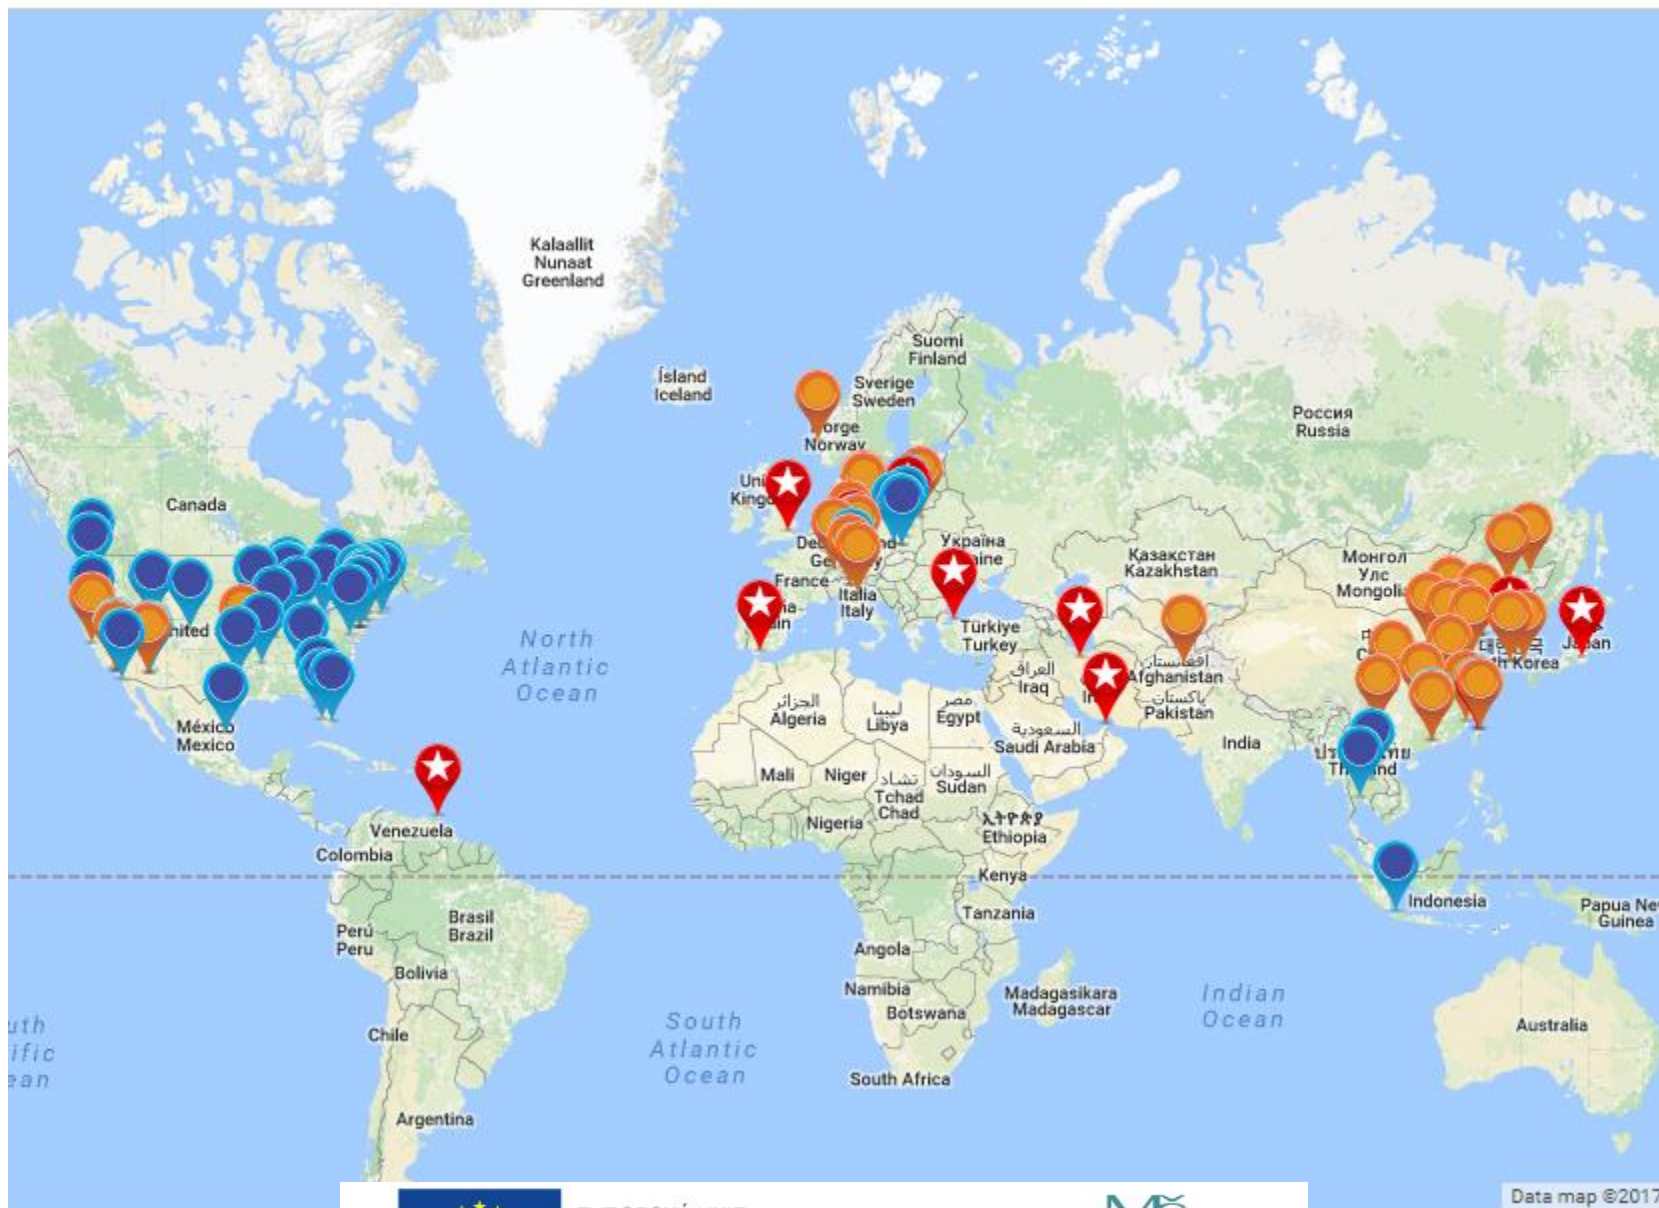 Kalaallit
Nunaat
Greenland
Suomi
Finland
Ísland
Iceland
Sverige
Sweden
Norway
Россия
Russia
Canada
Україна
Қазақстан
Kazakhstan
Монгол
Улс
France
Italia
Italy
North
Atlantic
Ocean
Türkiye
Turkey
افغانستان
Afghanistan
پاکستان
Pakistan
العراق
Iraq
الجزائر
Algeria
ليبيا
Libya
مصر
Egypt
السعودية
Saudi Arabia
India
México
Mexico
Mali
Niger
تشاد
Tchad
Chad
السودان
Sudan
Nigeria
ኢትዮጵያ
Ethiopia
Venezuela
Colombia
Kenya
Indonesia
Papua New
Guinea
Tanzania
Brasil
Brazil
Perú
Peru
Angola
Bolivia
Namibia
Botswana
Madagasikara
Madagascar
Indian
Ocean
Chile
South
Atlantic
Ocean
Australia
South Africa
Argentina
Data map ©2017